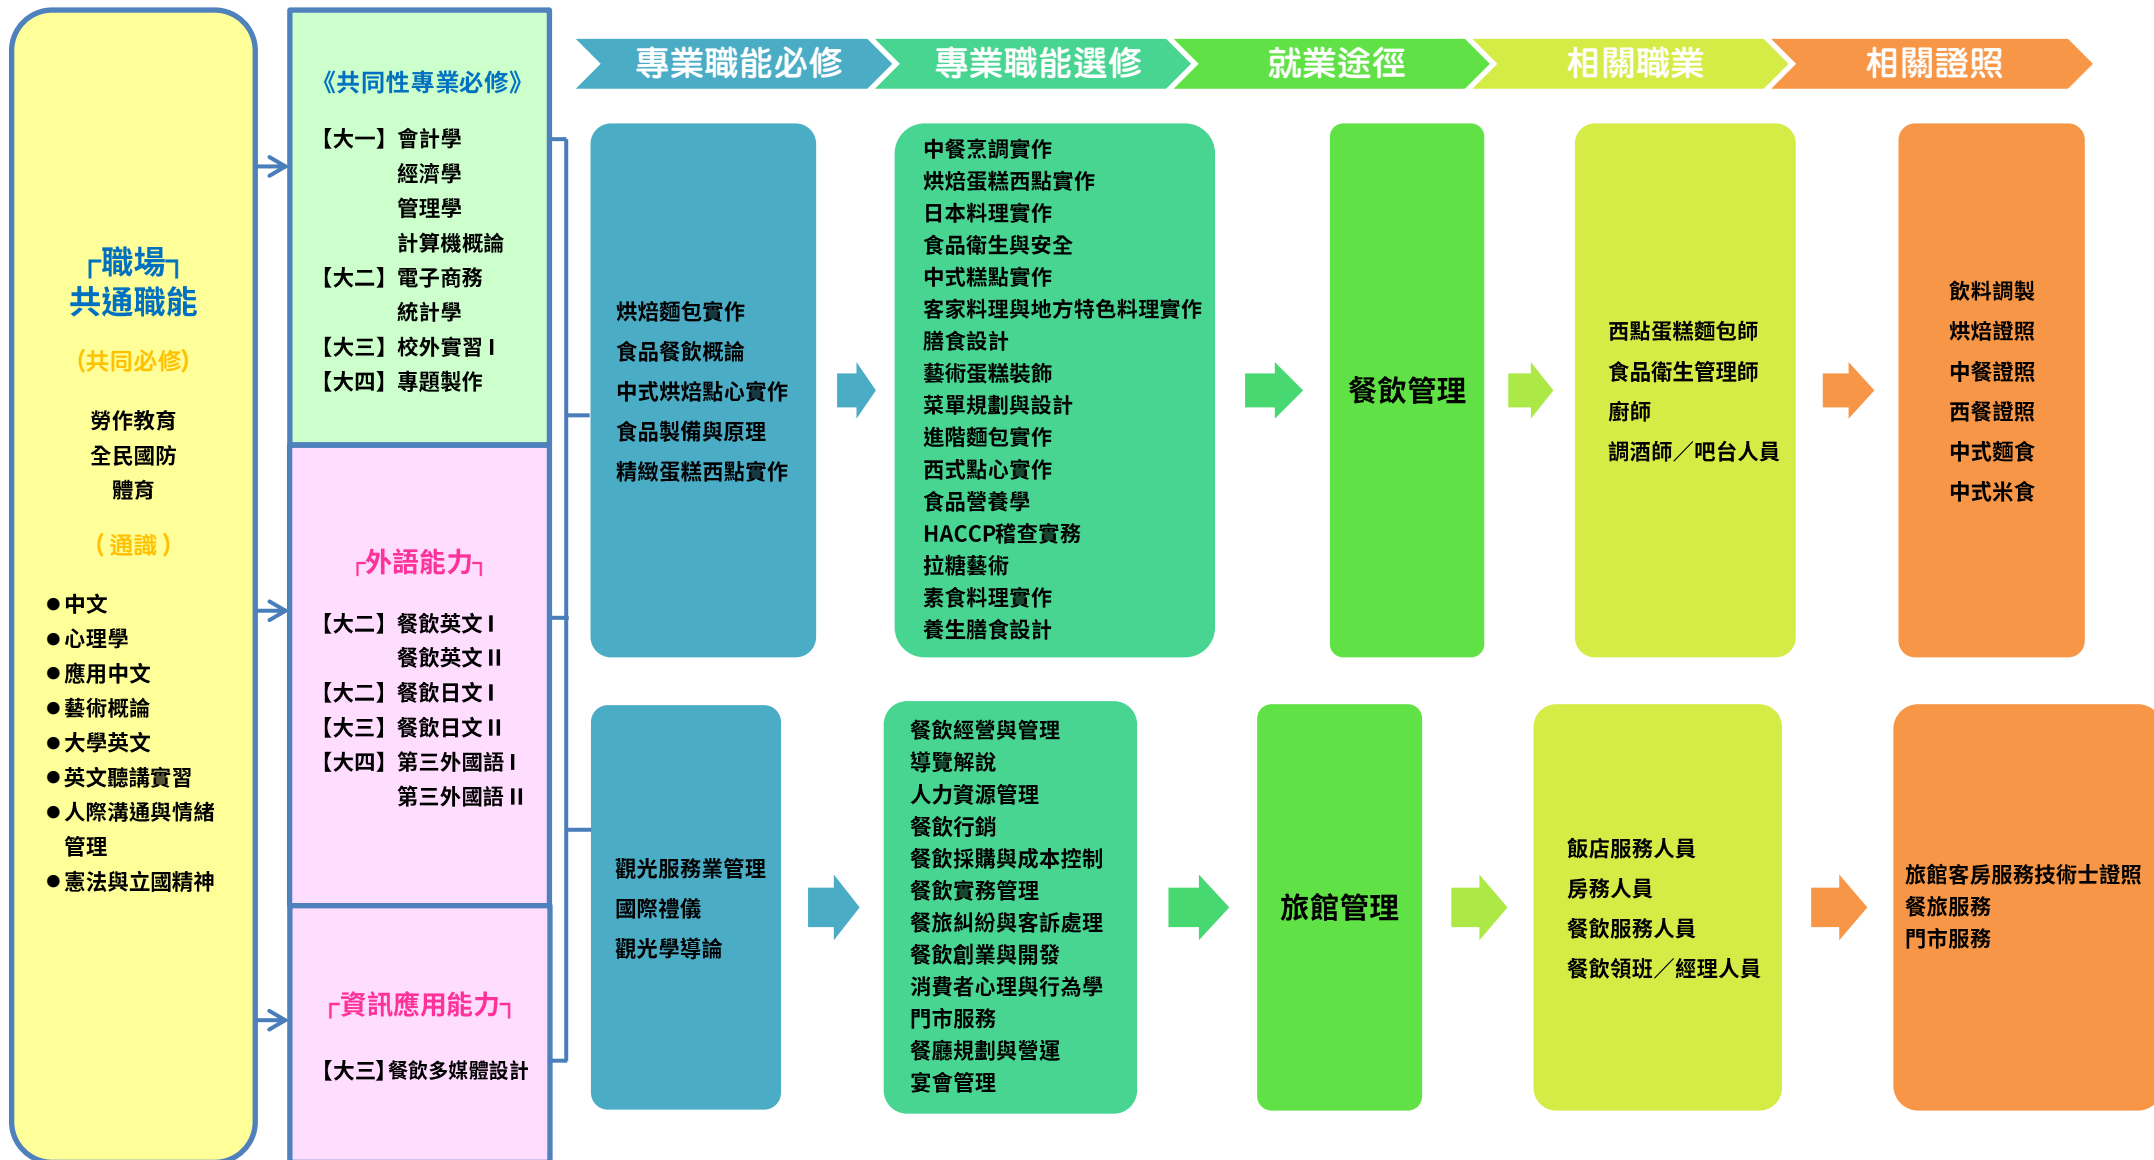 ┌職場┐
共通職能
(共同必修)
勞作教育
全民國防
體育
( 通識 )
●中文
●心理學
●應用中文
●藝術概論
●大學英文
●英文聽講實習
●人際溝通與情緒
管理
●憲法與立國精神
《共同性專業必修》
【大一】會計學
經濟學
管理學
計算機概論
【大二】電子商務
統計學
【大三】校外實習 I
【大四】專題製作
┌外語能力┐
【大二】餐飲英文 I
餐飲英文 II
【大二】餐飲日文 I
【大三】餐飲日文 II
【大四】第三外國語 I
第三外國語 II
┌資訊應用能力┐
【大三】餐飲多媒體設計
專業職能必修
專業職能選修
就業途徑
相關職業
相關證照
烘焙麵包實作
食品餐飲概論
中式烘焙點心實作
食品製備與原理
精緻蛋糕西點實作
中餐烹調實作
烘焙蛋糕西點實作
日本料理實作
食品衛生與安全
中式糕點實作
客家料理與地方特色料理實作
膳食設計
藝術蛋糕裝飾
菜單規劃與設計
進階麵包實作
西式點心實作
食品營養學
HACCP稽查實務
拉糖藝術
素食料理實作
養生膳食設計
餐飲管理
西點蛋糕麵包師
食品衛生管理師
廚師
調酒師／吧台人員
飲料調製
烘焙證照
中餐證照
西餐證照
中式麵食
中式米食
觀光服務業管理
國際禮儀
觀光學導論
餐飲經營與管理
導覽解說
人力資源管理
餐飲行銷
餐飲採購與成本控制
餐飲實務管理
餐旅糾紛與客訴處理
餐飲創業與開發
消費者心理與行為學
門市服務
餐廳規劃與營運
宴會管理
旅館管理
飯店服務人員
房務人員
餐飲服務人員
餐飲領班／經理人員
旅館客房服務技術士證照
餐旅服務
門市服務